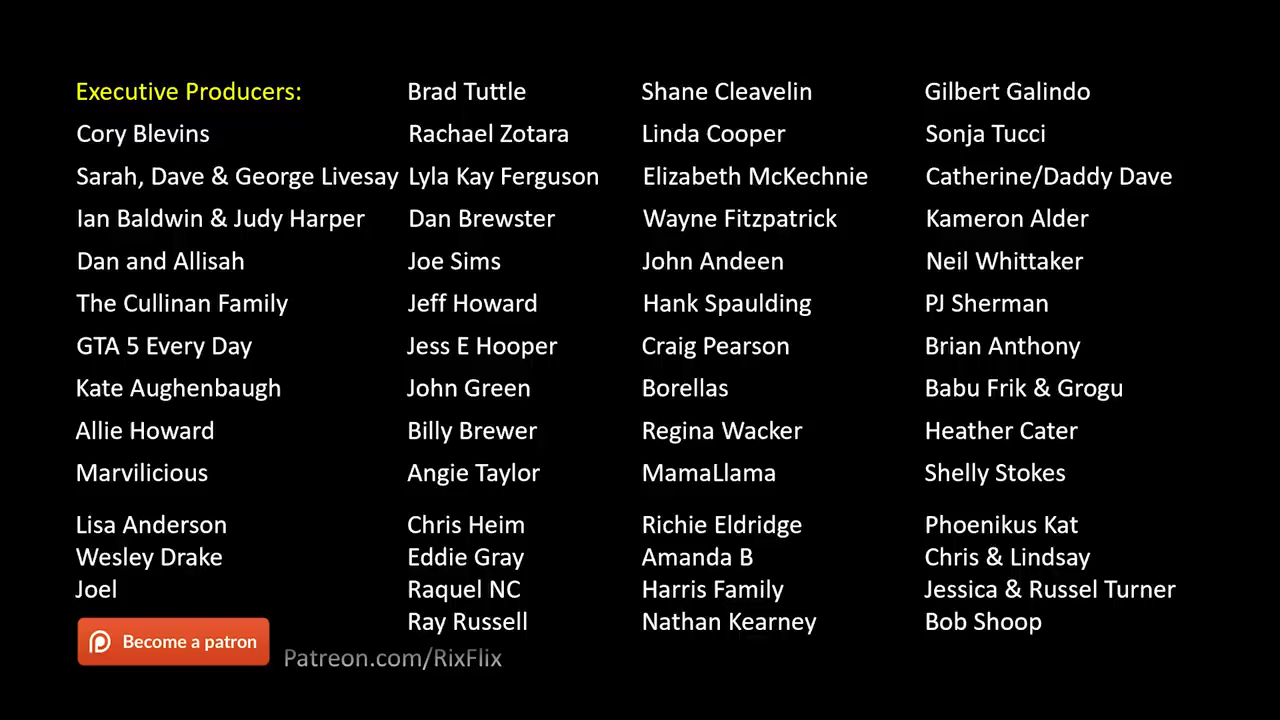 Executive Producers:
Cory Blevins
Sarah, Dave & George Livesay
Ian Baldwin & Judy Harper
Dan and Allisah
The Cullinan Family
GTA 5 Every Day
Kate Aughenbaugh
Allie Howard
Marvilicious
Lisa Anderson
Wesley Drake
Joel
Brad Tuttle
Rachael Zotara
Lyla Kay Ferguson
Dan Brewster
Joe Sims
Jeff Howard
Jess E Hooper
John Green
Billy Brewer
Angie Taylor
Chris Heim
Eddie Gray
Raquel NC
Ray Russell
Shane Cleavelin
Linda Cooper
Elizabeth McKechnie
Wayne Fitzpatrick
John Andeen
Hank Spaulding
Craig Pearson
Borellas
Regina Wacker
MamaLlama
Richie Eldridge
Amanda B
Harris Family
Nathan Kearney
Gilbert Galindo
Sonja Tucci
Catherine/Daddy Dave
Kameron Alder
Neil Whittaker
PJ Sherman
Brian Anthony
Babu Frik & Grogu
Heather Cater
Shelly Stokes
Phoenikus Kat
Chris & Lindsay
Jessica & Russel Turner
Bob Shoop
Become a patron
Patreon.com/RixFlix